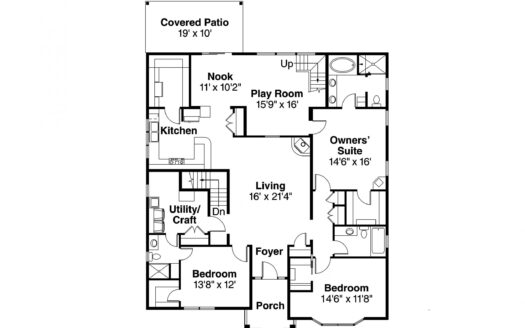 Covered Patio
19' x 10'
Up
Nook
11' x 10'2"
Play Room
15'9" x 16'
Kitchen
Owners'
Suite
14'6" x 16'
Living
16' x 21'4"
Utility/
Craft
Dn
Foyer
Bedroom
13'8" x 12'
Bedroom
14'6" x 11'8"
Porch